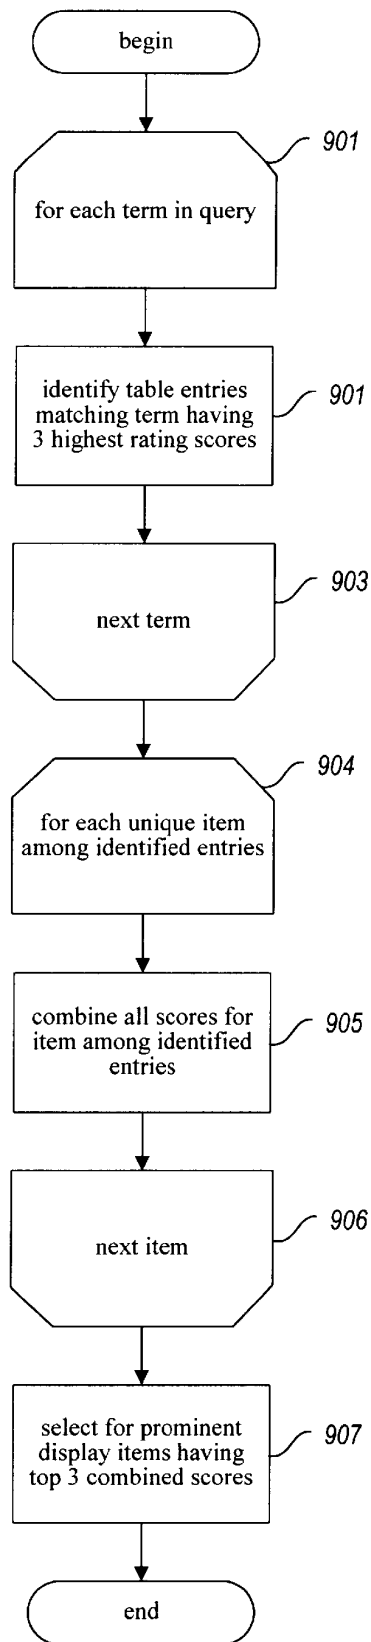 begin
901
for each term in query
identify table entries
matching term having
3 highest rating scores
901
next term
903
904
for each unique item
among identified entries
combine all scores for
item among identified
entries
905
next item
906
select for prominent
display items having
top 3 combined scores
907
end